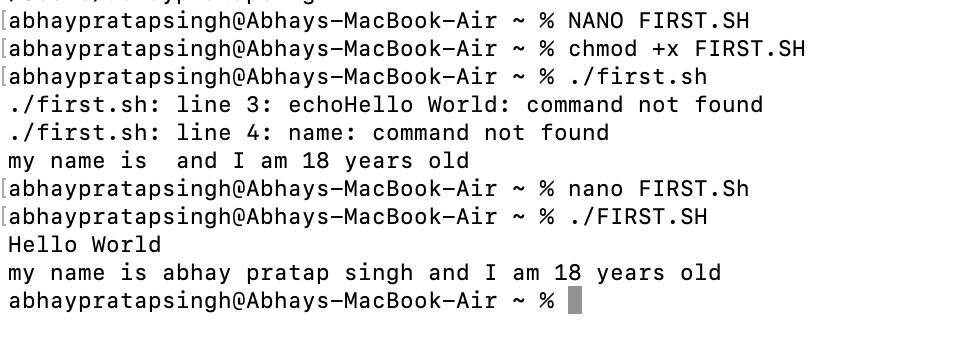 [abhaypratapsingh@Abhays-MacBook-Air ~ % NANO FIRST.SH
[abhaypratapsingh@Abhays-MacBook-Air ~ % chmod +x FIRST.SH
[abhaypratapsingh@Abhays-MacBook-Air ~ % ./first.sh
./first.sh: line 3: echoHello World: command not found
./first.sh: line 4: name: command not found
my name is  and I am 18 years old
[abhaypratapsingh@Abhays-MacBook-Air ~ % nano FIRST.Sh
[abhaypratapsingh@Abhays-MacBook-Air ~ % ./FIRST.SH
Hello World
my name is abhay pratap singh and I am 18 years old
abhaypratapsingh@Abhays-MacBook-Air ~ %